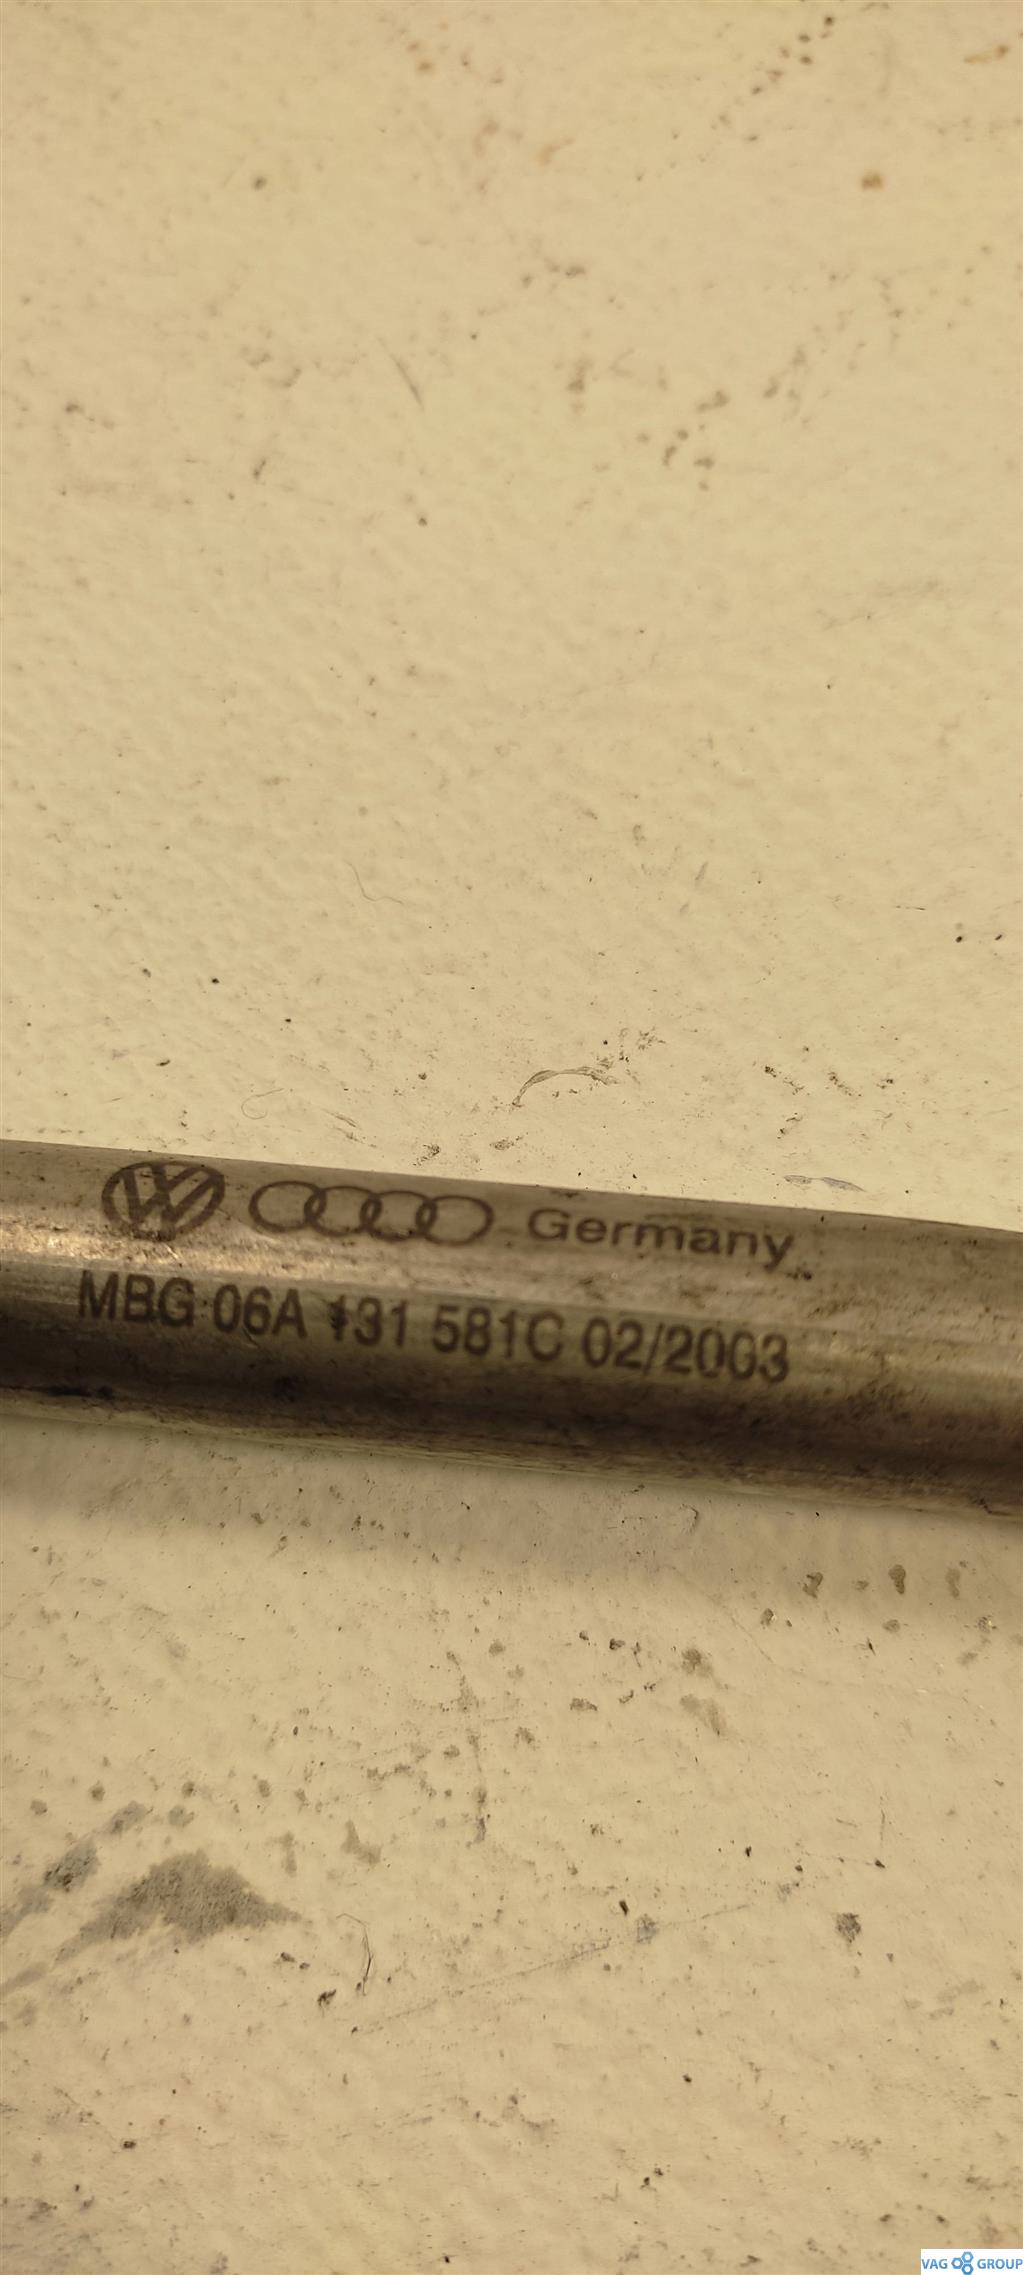 Germany
MBG 06A 131 581C 02/2003
VAG GROUP